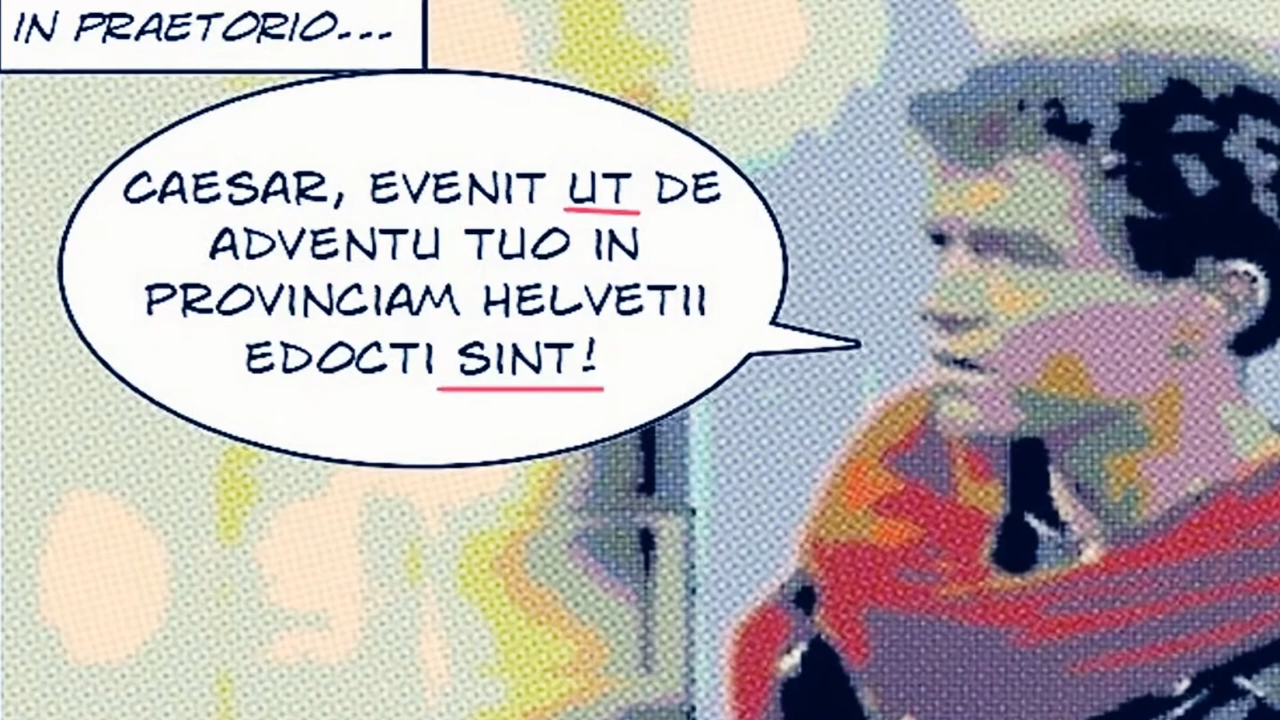 IN PRAETORIO...
CAESAR, EVENIT UT DE
ADVENTU TUO IN
PROVINCIAM HELVETII
EDOCTI SINT!